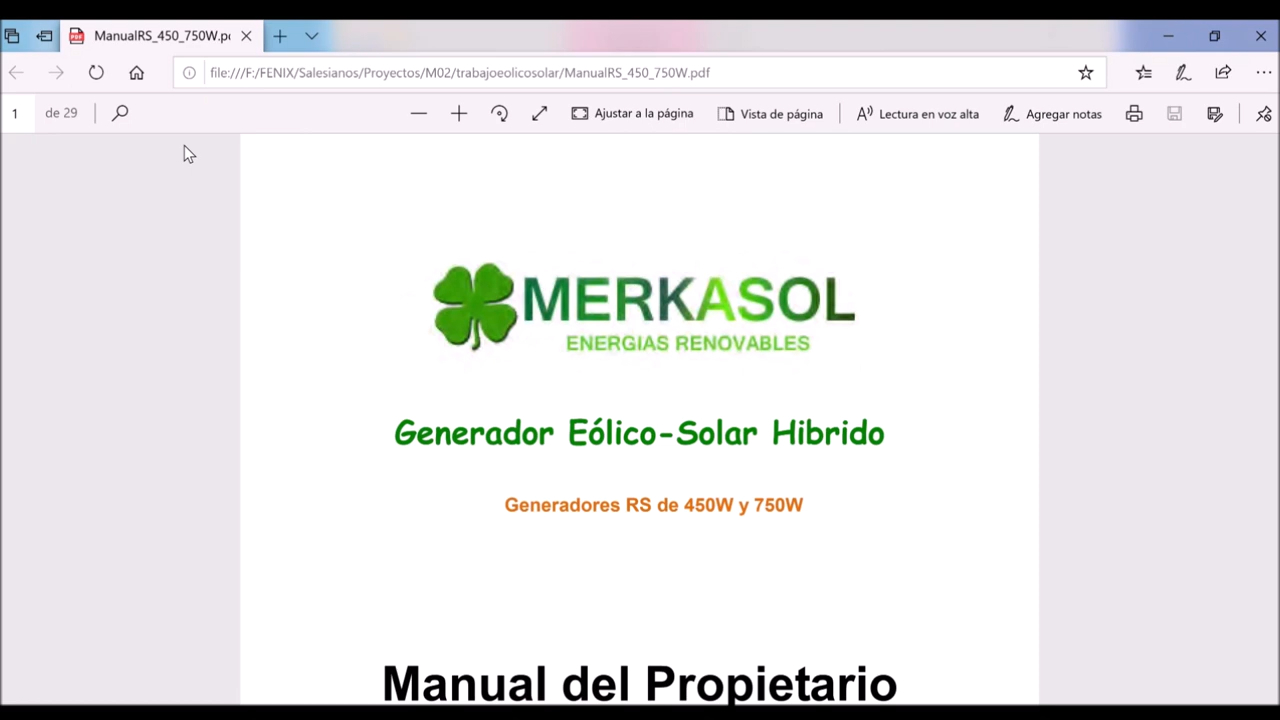 ManualRS_450_750W.p
file:///F:/FENIX/Salesianos/Proyectos/M02/trabajoeolicosolar/ManualRS_450_750W.pdf
1 de 29
Ajustar a la página
Vista de página
Lectura en voz alta
Agregar notas
MERKASOL
ENERGIAS RENOVABLES
Generador Eólico-Solar Hibrido
Generadores RS de 450W y 750W
Manual del Propietario